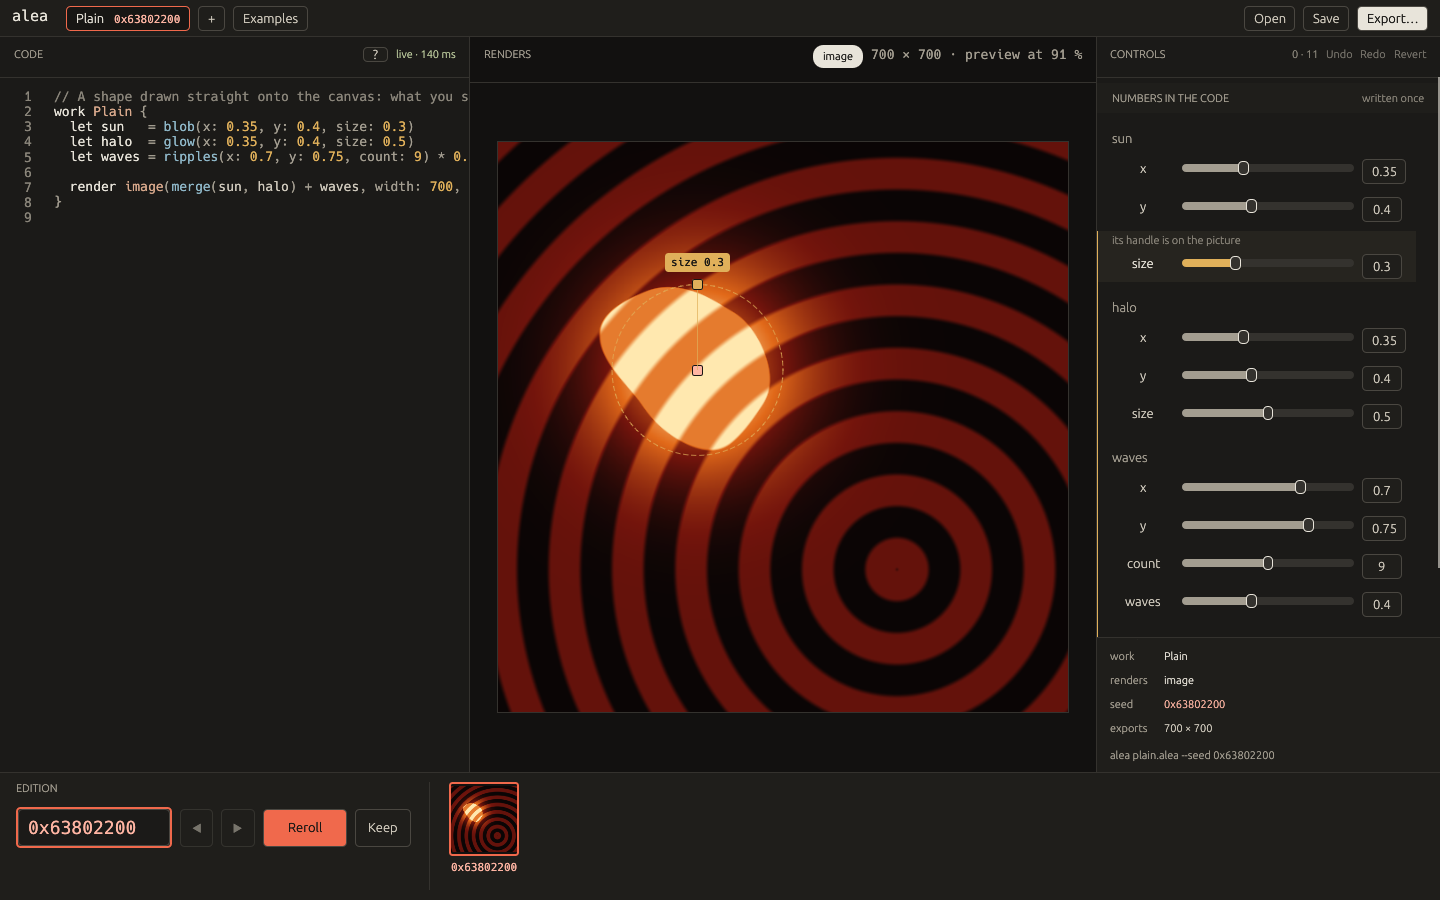 alea
Plain 0x63802200
+
Examples
Open
Save
Export...
CODE
?
live · 140 ms
RENDERS
image
700 × 700 · preview at 91 %
CONTROLS
0 · 11
Undo
Redo
Revert
1 // A shape drawn straight onto the canvas: what you s
2 work Plain {
3 let sun = blob(x: 0.35, y: 0.4, size: 0.3)
4 let halo = glow(x: 0.35, y: 0.4, size: 0.5)
5 let waves = ripples(x: 0.7, y: 0.75, count: 9) * 0.
6
7 render image(merge(sun, halo) + waves, width: 700,
8 }
9
size 0.3
NUMBERS IN THE CODE
written once
sun
x 0.35
y 0.4
its handle is on the picture
size 0.3
halo
x 0.35
y 0.4
size 0.5
waves
x 0.7
y 0.75
count 9
waves 0.4
work Plain
renders image
seed 0x63802200
exports 700 × 700
alea plain.alea --seed 0x63802200
EDITION
0x63802200
◀
▶
Reroll
Keep
0x63802200